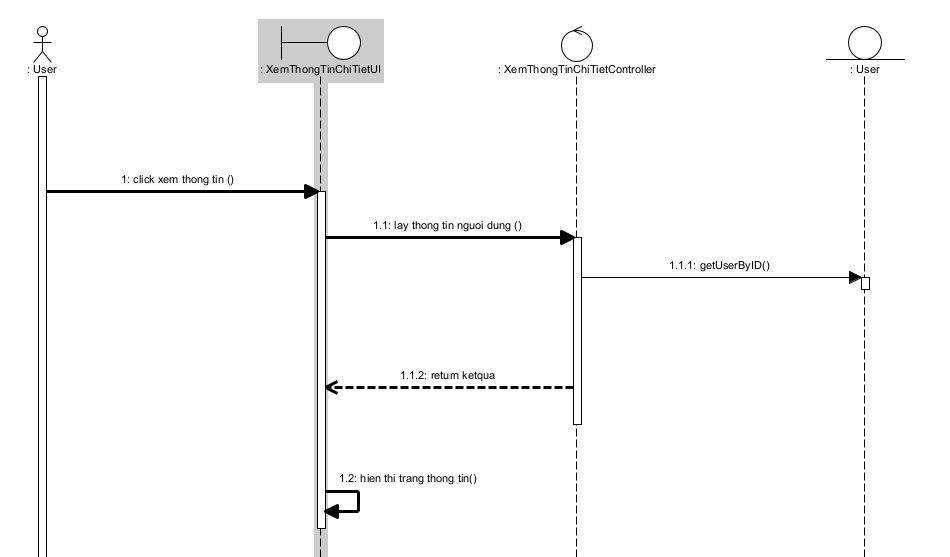 : User
: XemThongTinChiTietUI
: XemThongTinChiTietController
: User
1: click xem thong tin ()
1.1: lay thong tin nguoi dung ()
1.1.1: getUserByID()
1.1.2: return ketqua
1.2: hien thi trang thong tin()